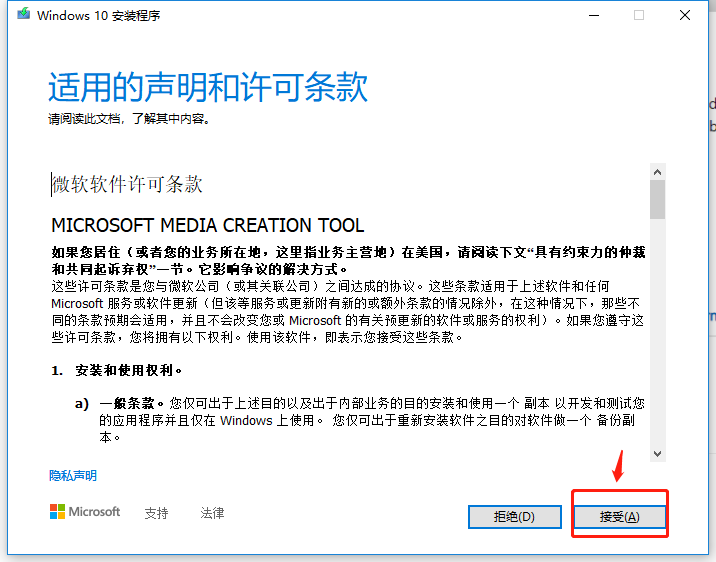 Windows 10 安装程序
适用的声明和许可条款
请阅读此文档，了解其中内容。
微软软件许可条款
MICROSOFT MEDIA CREATION TOOL
如果您居住（或者您的业务所在地，这里指业务主营地）在美国，请阅读下文“具有约束力的仲裁
和共同起诉弃权”一节。它影响争议的解决方式。
这些许可条款是您与微软公司（或其关联公司）之间达成的协议。这些条款适用于上述软件和任何
Microsoft 服务或软件更新（但该等服务或更新附有新的或额外条款的情况除外，在这种情况下，那些不
同的条款预期会适用，并且不会改变您或 Microsoft 的有关预更新的软件或服务的权利）。如果您遵守这
些许可条款，您将拥有以下权利。使用该软件，即表示您接受这些条款。
1. 安装和使用权利。
a) 一般条款。您仅可出于上述目的以及出于内部业务的目的安装和使用一个 副本 以开发和测试您
的应用程序并且仅在 Windows 上使用。 您仅可出于重新安装软件之目的对软件做一个 备份副
本。
隐私声明
Microsoft 支持 法律
拒绝(D) 接受(A)